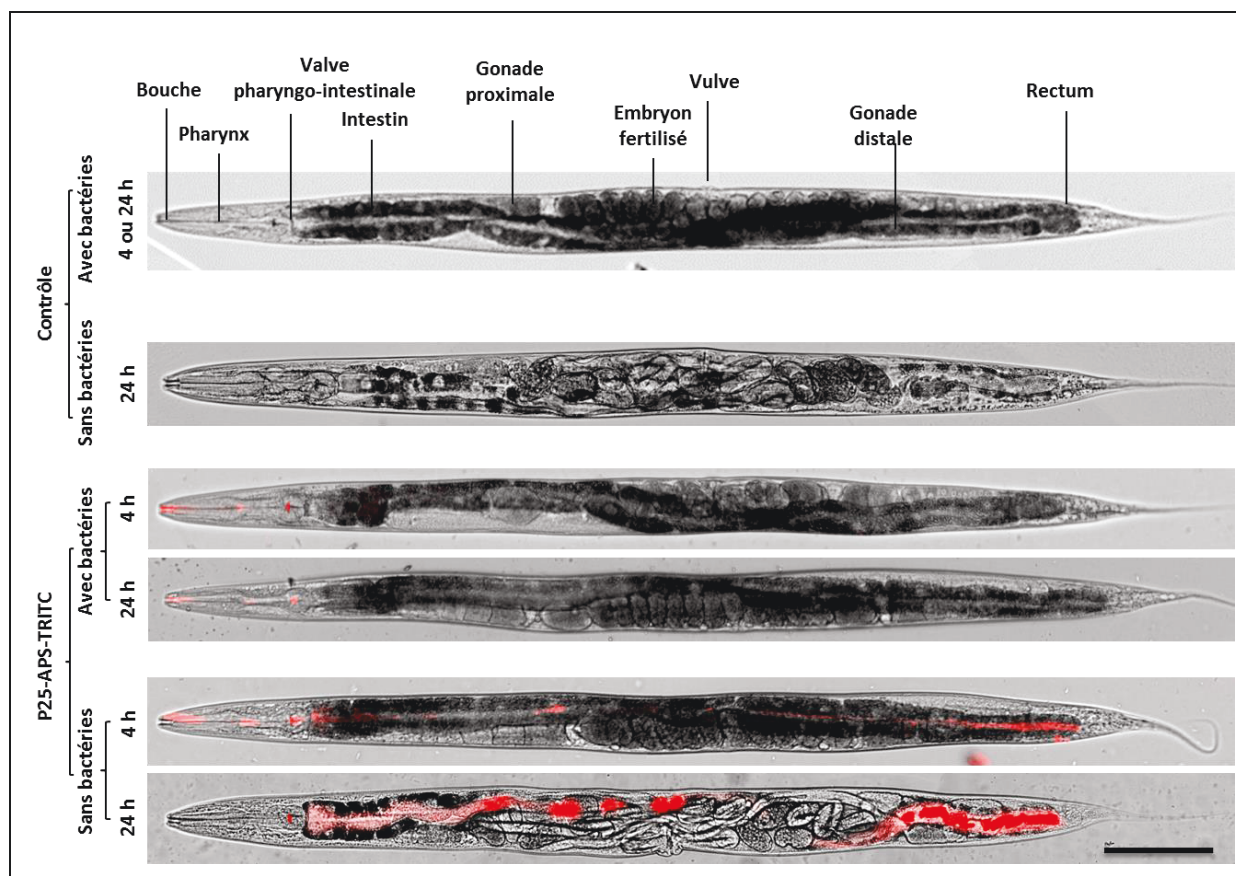 Bouche
Pharynx
Valve
pharyngo-intestinale
Intestin
Gonade
proximale
Embryon
fertilisé
Vulve
Gonade
distale
Rectum
Contrôle
Avec bactéries
4 ou 24 h
Sans bactéries
24 h
P25-APS-TRITC
Avec bactéries
4 h
24 h
Sans bactéries
4 h
24 h